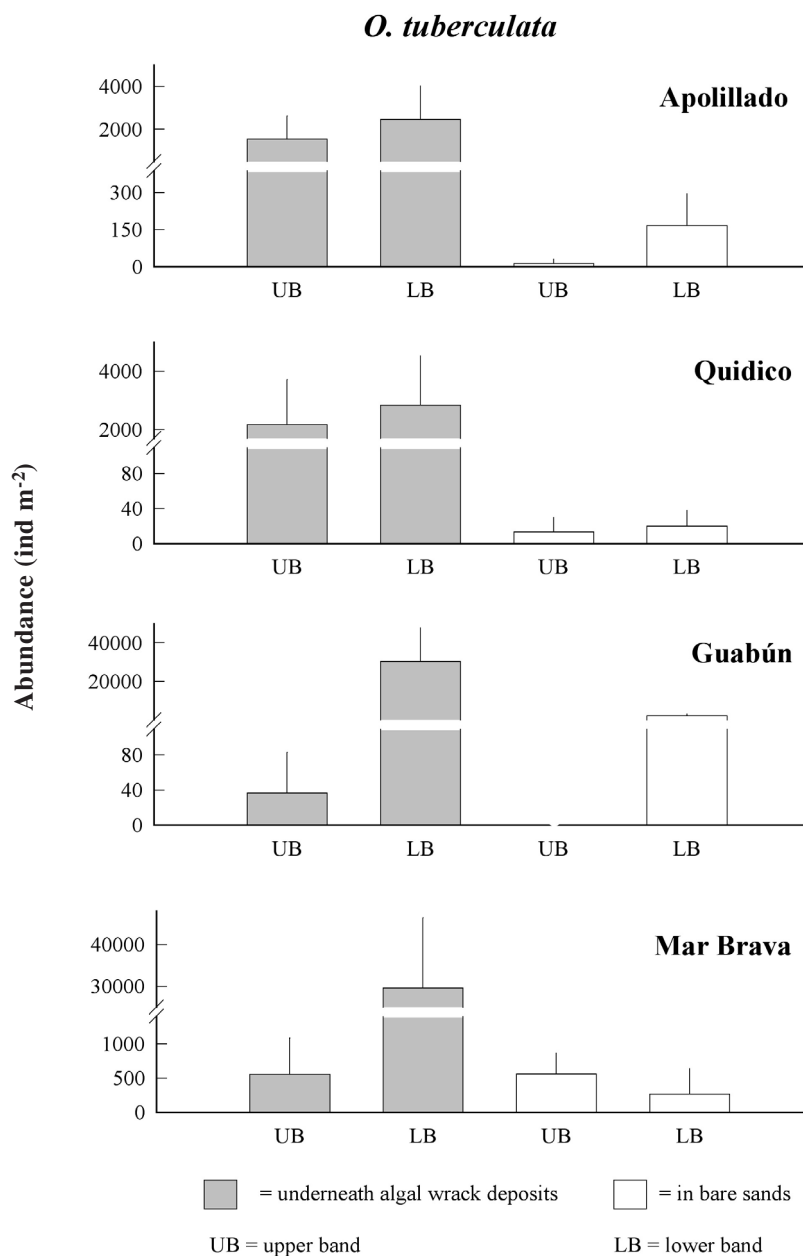 O. tuberculata
Abundance (ind m-2)
Apolillado
4000
2000
300
150
0
UB LB UB LB
Quidico
4000
2000
80
40
0
UB LB UB LB
Guabún
40000
20000
80
40
0
UB LB UB LB
Mar Brava
40000
30000
1000
500
0
UB LB UB LB
= underneath algal wrack deposits = in bare sands
UB = upper band LB = lower band